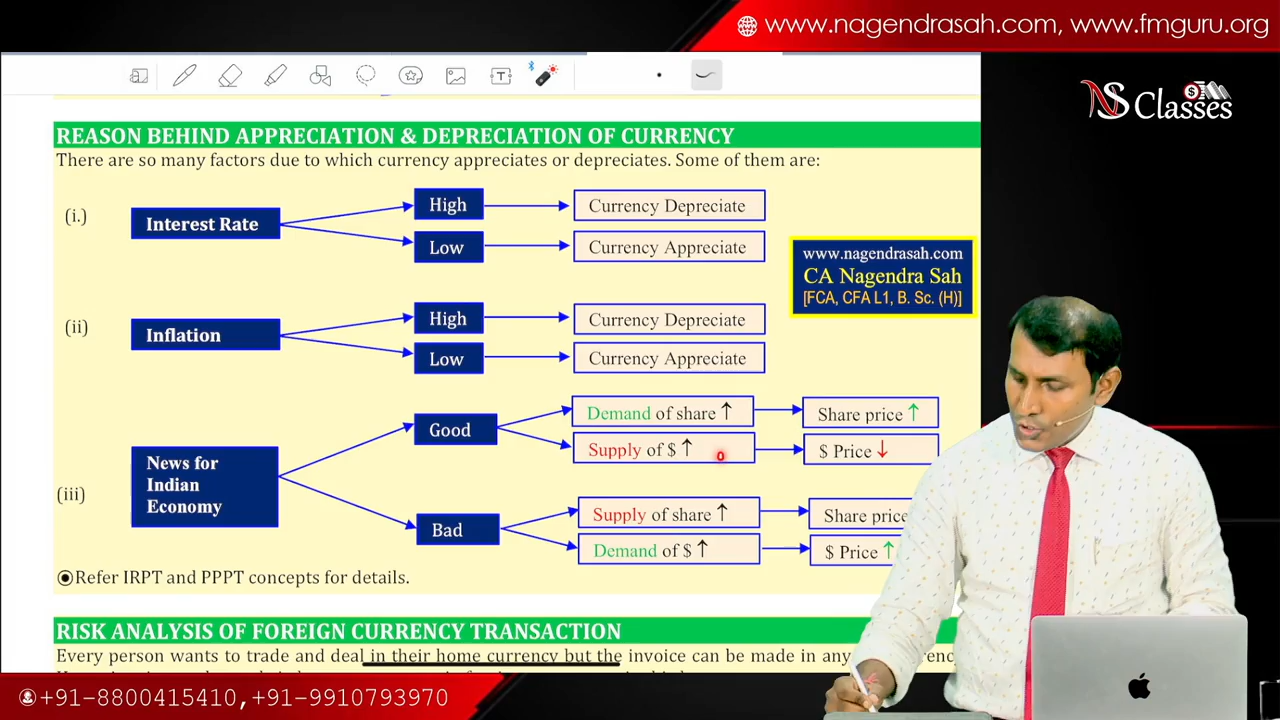 www.nagendrasah.com, www.fmguru.org
NS Classes
REASON BEHIND APPRECIATION & DEPRECIATION OF CURRENCY
There are so many factors due to which currency appreciates or depreciates. Some of them are:
(i.)
Interest Rate
High
Currency Depreciate
Low
Currency Appreciate
www.nagendrasah.com
CA Nagendra Sah
[FCA, CFA L1, B. Sc. (H)]
(ii)
Inflation
High
Currency Depreciate
Low
Currency Appreciate
(iii)
News for
Indian
Economy
Good
Demand of share ↑
Share price ↑
Supply of $ ↑
$ Price ↓
Bad
Supply of share ↑
Share price
Demand of $ ↑
$ Price ↑
Refer IRPT and PPPT concepts for details.
RISK ANALYSIS OF FOREIGN CURRENCY TRANSACTION
Every person wants to trade and deal in their home currency but the invoice can be made in any
+91-8800415410,+91-9910793970